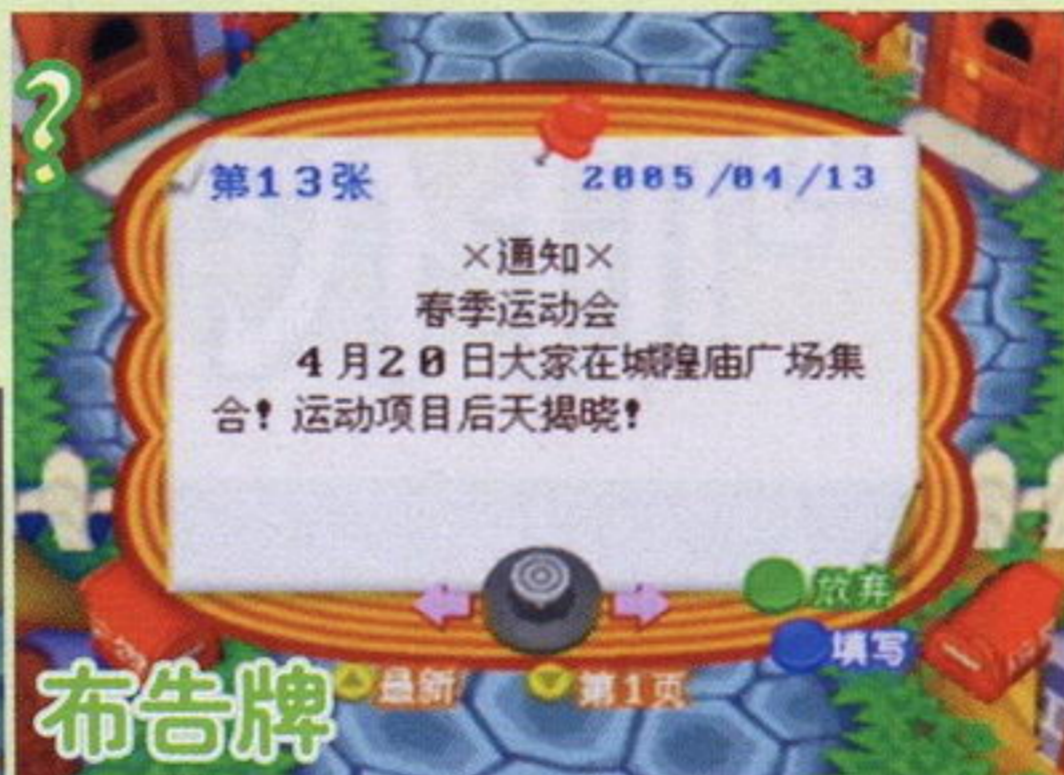 ?
第13张 2005/04/13
×通知×
春季运动会
4月20日大家在城隍庙广场集
合！运动项目后天揭晓！
放弃
填写
最新 第1页
布告牌